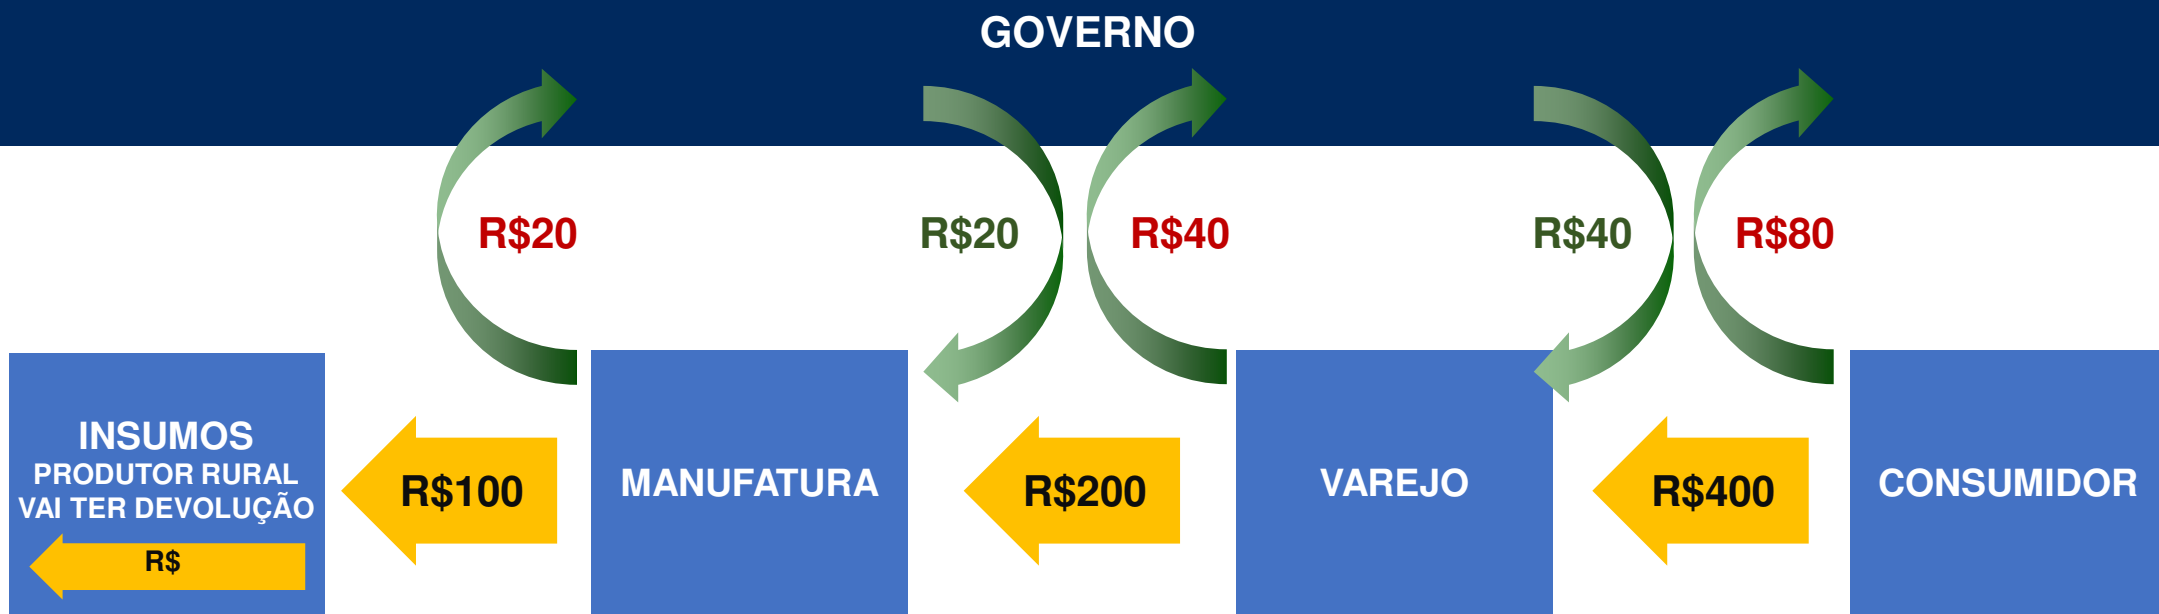 GOVERNO
R$20
R$20
R$40
R$40
R$80
INSUMOS
PRODUTOR RURAL
VAI TER DEVOLUÇÃO
R$
R$100
MANUFATURA
R$200
VAREJO
R$400
CONSUMIDOR